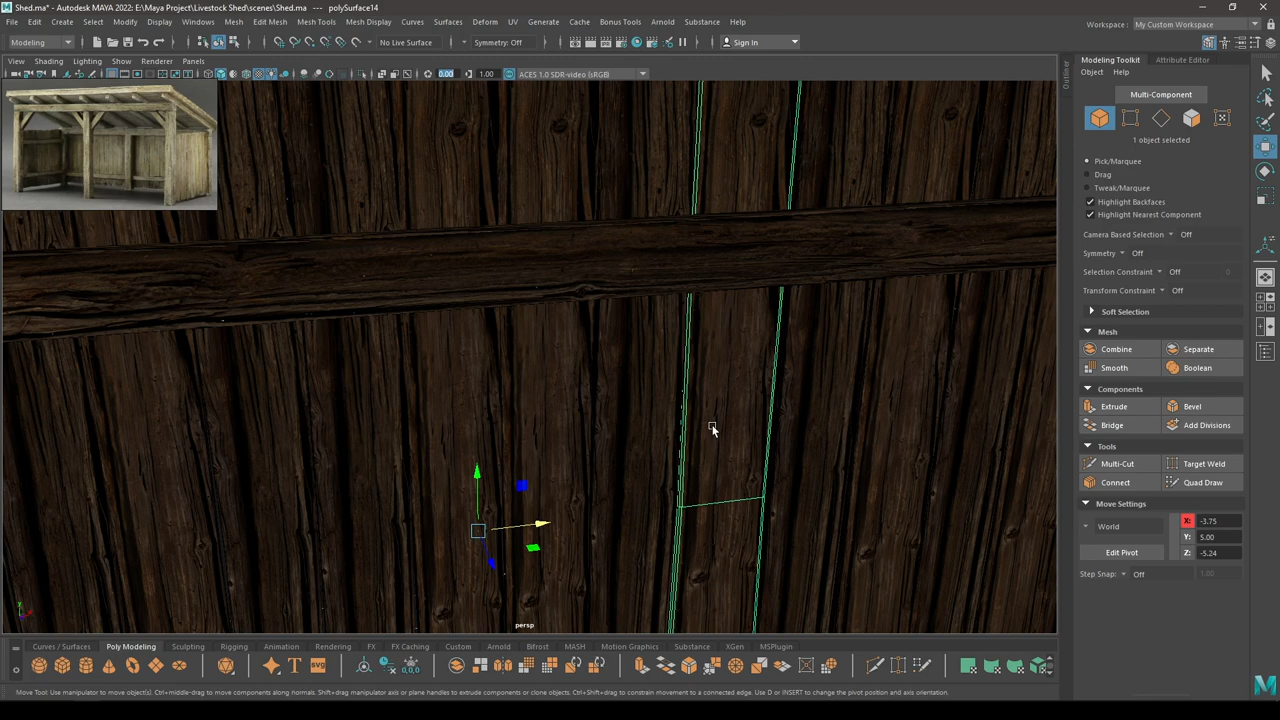 Shed.ma* - Autodesk MAYA 2022: E:\Maya Project\Livestock Shed\scenes\Shed.ma --- polySurface14
File Edit Create Select Modify Display Windows Mesh Edit Mesh Mesh Tools Mesh Display Curves Surfaces Deform UV Generate Cache Bonus Tools Arnold Substance Help
Workspace : My Custom Workspace
Modeling No Live Surface Symmetry: Off Sign In
View Shading Lighting Show Renderer Panels
0.00 1.00 ACES 1.0 SDR-video (sRGB)
Outliner
Modeling Toolkit Attribute Editor
Object Help
Multi-Component
1 object selected
Pick/Marquee
Drag
Tweak/Marquee
Highlight Backfaces
Highlight Nearest Component
Camera Based Selection Off
Symmetry Off
Selection Constraint Off
Transform Constraint Off
Soft Selection
Mesh
Combine Separate
Smooth Boolean
Components
Extrude Bevel
Bridge Add Divisions
Tools
Multi-Cut Target Weld
Connect Quad Draw
Move Settings
World X: -3.75
Y: 5.00
Edit Pivot Z: -5.24
Step Snap: Off 1.00
persp
Curves / Surfaces Poly Modeling Sculpting Rigging Animation Rendering FX FX Caching Custom Arnold Bifrost MASH Motion Graphics Substance XGen MSPlugin
Move Tool: Use manipulator to move object(s). Ctrl+middle-drag to move components along normals. Shift+drag manipulator axis or plane handles to extrude components or clone objects. Ctrl+Shift+drag to constrain movement to a connected edge. Use D or INSERT to change the pivot position and axis orientation.